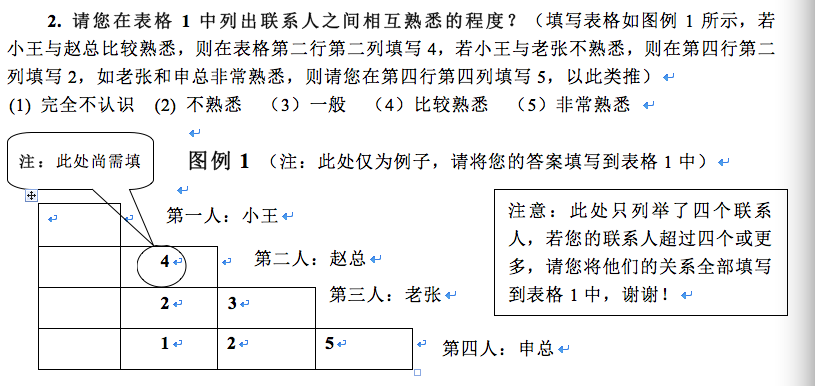 2. 请您在表格 1 中列出联系人之间相互熟悉的程度？（填写表格如图例 1 所示，若
小王与赵总比较熟悉，则在表格第二行第二列填写 4，若小王与老张不熟悉，则在第四行第二
列填写 2，如老张和申总非常熟悉，则请您在第四行第四列填写 5，以此类推）
(1) 完全不认识 (2) 不熟悉 （3）一般 （4）比较熟悉 （5）非常熟悉
注：此处尚需填
图例 1 （注：此处仅为例子，请将您的答案填写到表格 1 中）
第一人：小王
4 第二人：赵总
2 3 第三人：老张
1 2 5 第四人：申总
注意：此处只列举了四个联系
人，若您的联系人超过四个或更
多，请您将他们的关系全部填写
到表格 1 中，谢谢！